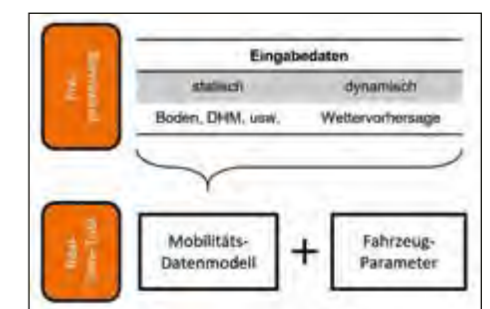 Eingabedaten
statisch dynamisch
Boden, DHM, usw. Wettervorhersage
Mobilitäts-
Datenmodell
+
Fahrzeug-
Parameter